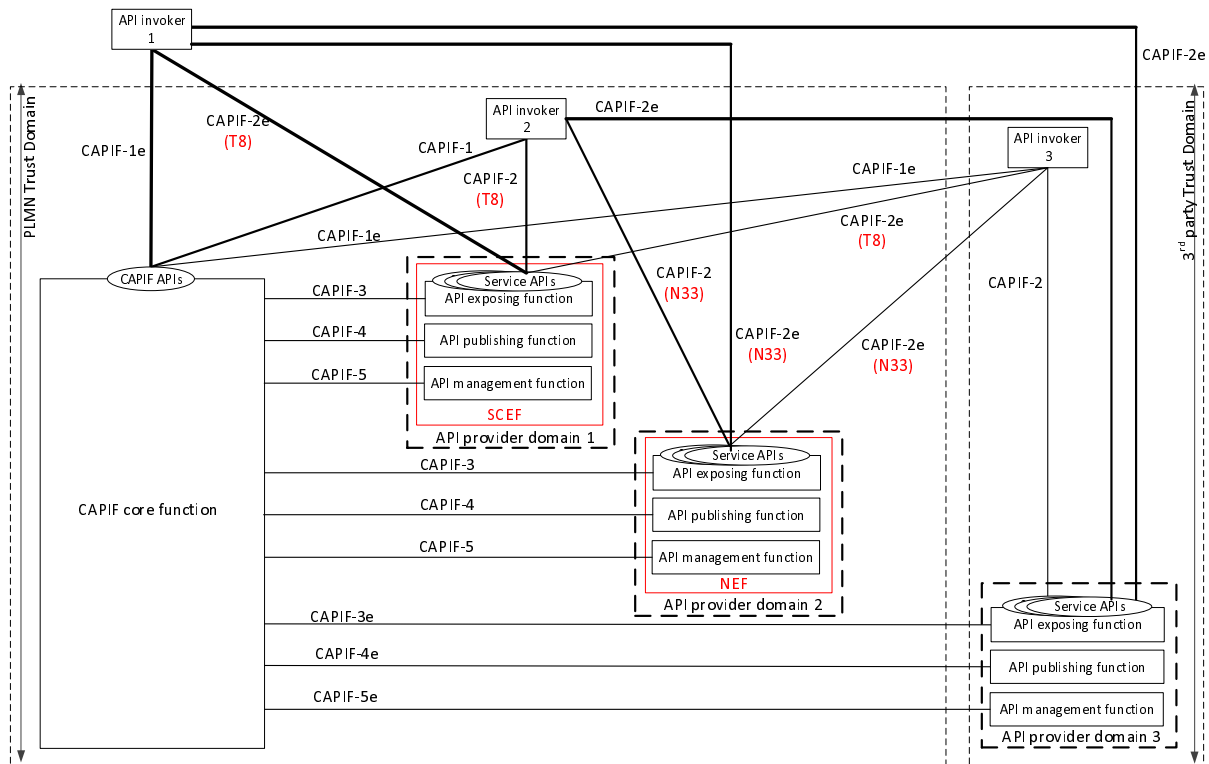 API invoker
1
CAPIF-2e
PLMN Trust Domain
3rd party Trust Domain
API invoker
2
CAPIF-2e
API invoker
3
CAPIF-2e
(T8)
CAPIF-1e
CAPIF-1
CAPIF-2
(T8)
CAPIF-1e
CAPIF-1e
CAPIF-2e
(T8)
CAPIF-2
(N33)
CAPIF-2
CAPIF-2e
(N33)
CAPIF-2e
(N33)
CAPIF APIs
CAPIF core function
CAPIF-3
CAPIF-4
CAPIF-5
Service APIs
API exposing function
API publishing function
API management function
SCEF
API provider domain 1
CAPIF-3
CAPIF-4
CAPIF-5
Service APIs
API exposing function
API publishing function
API management function
NEF
API provider domain 2
CAPIF-3e
CAPIF-4e
CAPIF-5e
Service APIs
API exposing function
API publishing function
API management function
API provider domain 3